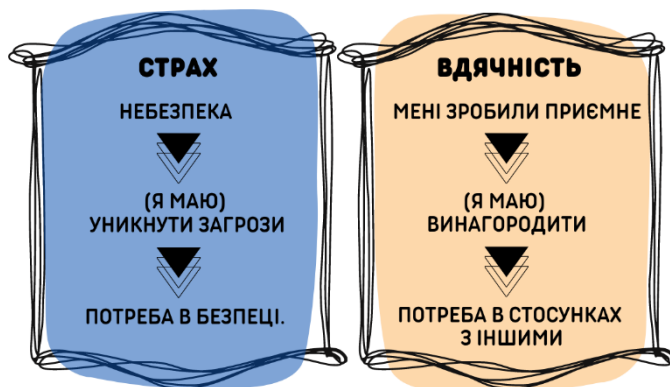 СТРАХ
НЕБЕЗПЕКА
(Я МАЮ)
УНИКНУТИ ЗАГРОЗИ
ПОТРЕБА В БЕЗПЕЦІ.
ВДЯЧНІСТЬ
МЕНІ ЗРОБИЛИ ПРИЄМНЕ
(Я МАЮ)
ВИНАГОРОДИТИ
ПОТРЕБА В СТОСУНКАХ
З ІНШИМИ